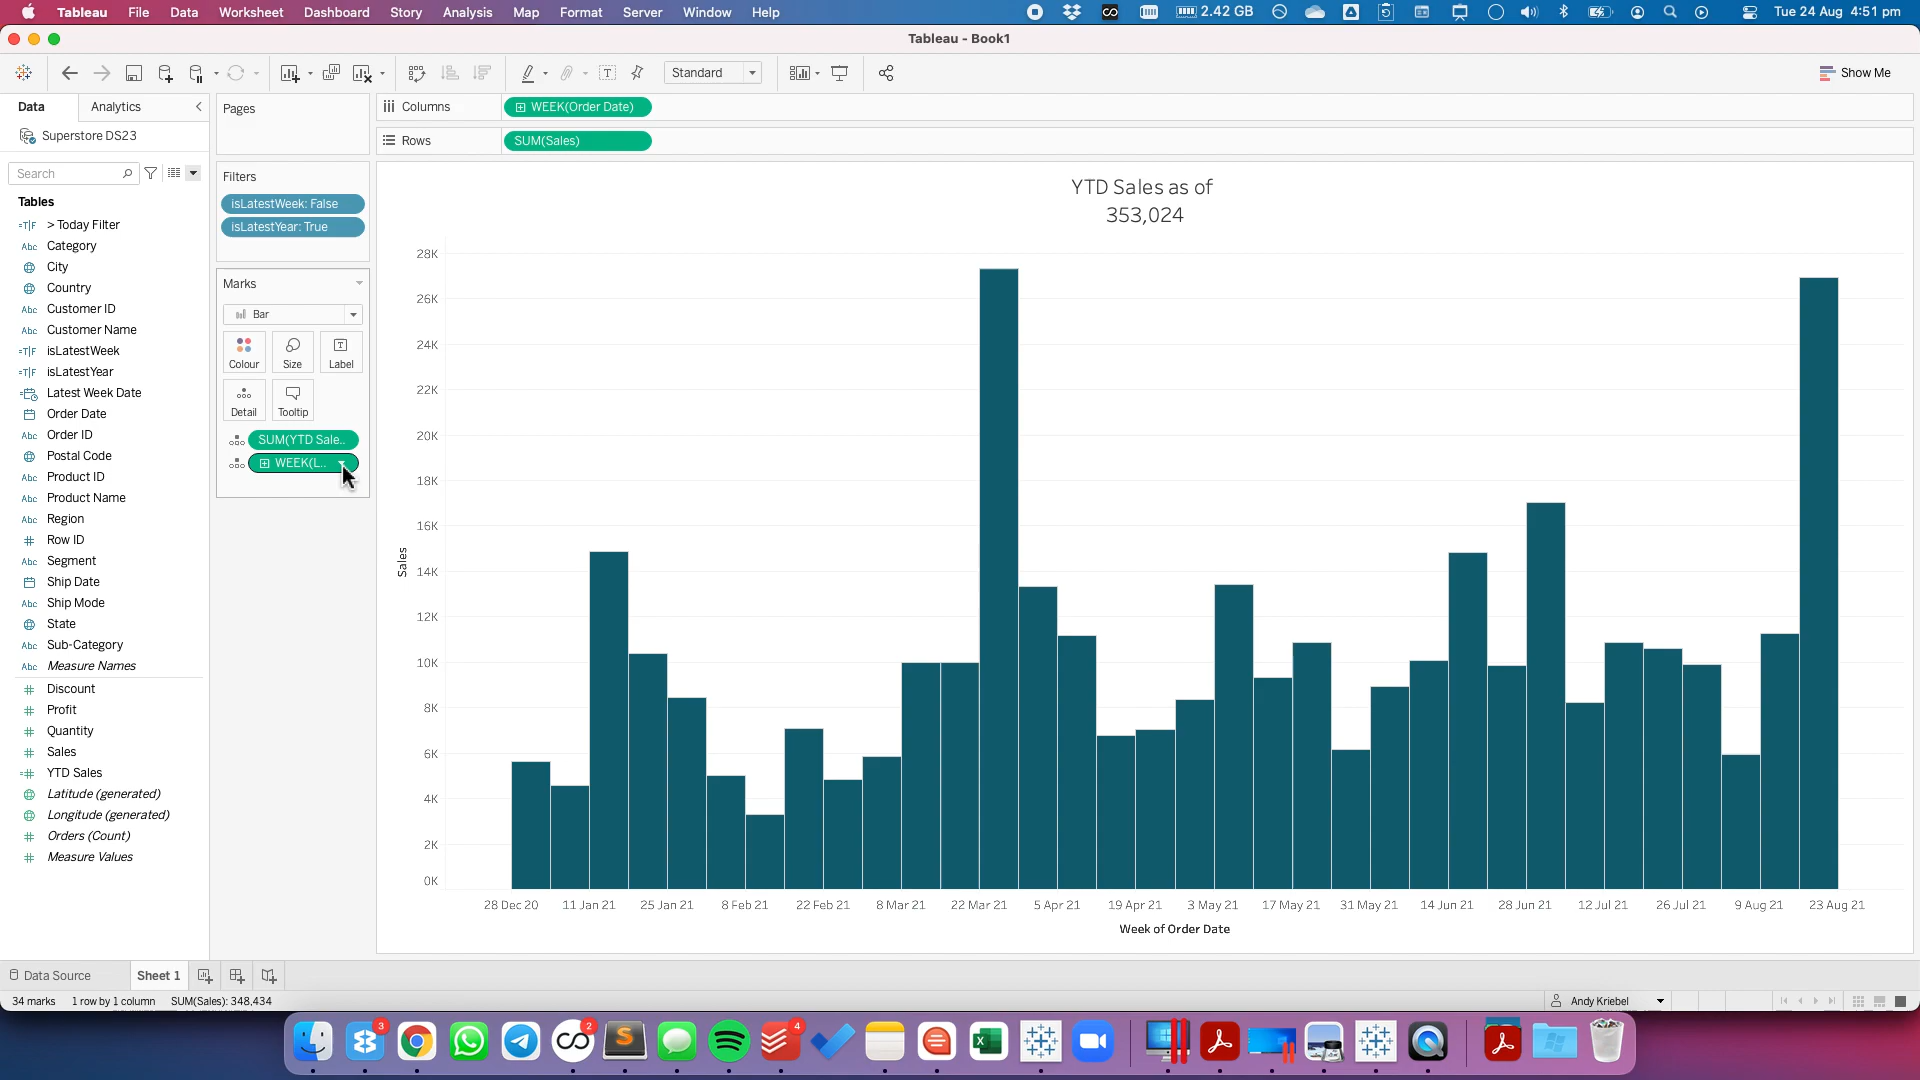 Tableau File Data Worksheet Dashboard Story Analysis Map Format Server Window Help 2.42 GB Tue 24 Aug 4:51 pm
Tableau - Book1
Standard Show Me
Data Analytics
Superstore DS23
Search
Tables
> Today Filter
Category
City
Country
Customer ID
Customer Name
isLatestWeek
isLatestYear
Latest Week Date
Order Date
Order ID
Postal Code
Product ID
Product Name
Region
Row ID
Segment
Ship Date
Ship Mode
State
Sub-Category
Measure Names
Discount
Profit
Quantity
Sales
YTD Sales
Latitude (generated)
Longitude (generated)
Orders (Count)
Measure Values
Pages
Filters
isLatestWeek: False
isLatestYear: True
Marks
Bar
Colour Size Label
Detail Tooltip
SUM(YTD Sale..
WEEK(L..
Columns WEEK(Order Date)
Rows SUM(Sales)
YTD Sales as of
353,024
28K
26K
24K
22K
20K
18K
16K
14K
12K
10K
8K
6K
4K
2K
0K
Sales
28 Dec 20 11 Jan 21 25 Jan 21 8 Feb 21 22 Feb 21 8 Mar 21 22 Mar 21 5 Apr 21 19 Apr 21 3 May 21 17 May 21 31 May 21 14 Jun 21 28 Jun 21 12 Jul 21 26 Jul 21 9 Aug 21 23 Aug 21
Week of Order Date
Data Source Sheet 1
34 marks 1 row by 1 column SUM(Sales): 348,434 Andy Kriebel
3 2 4